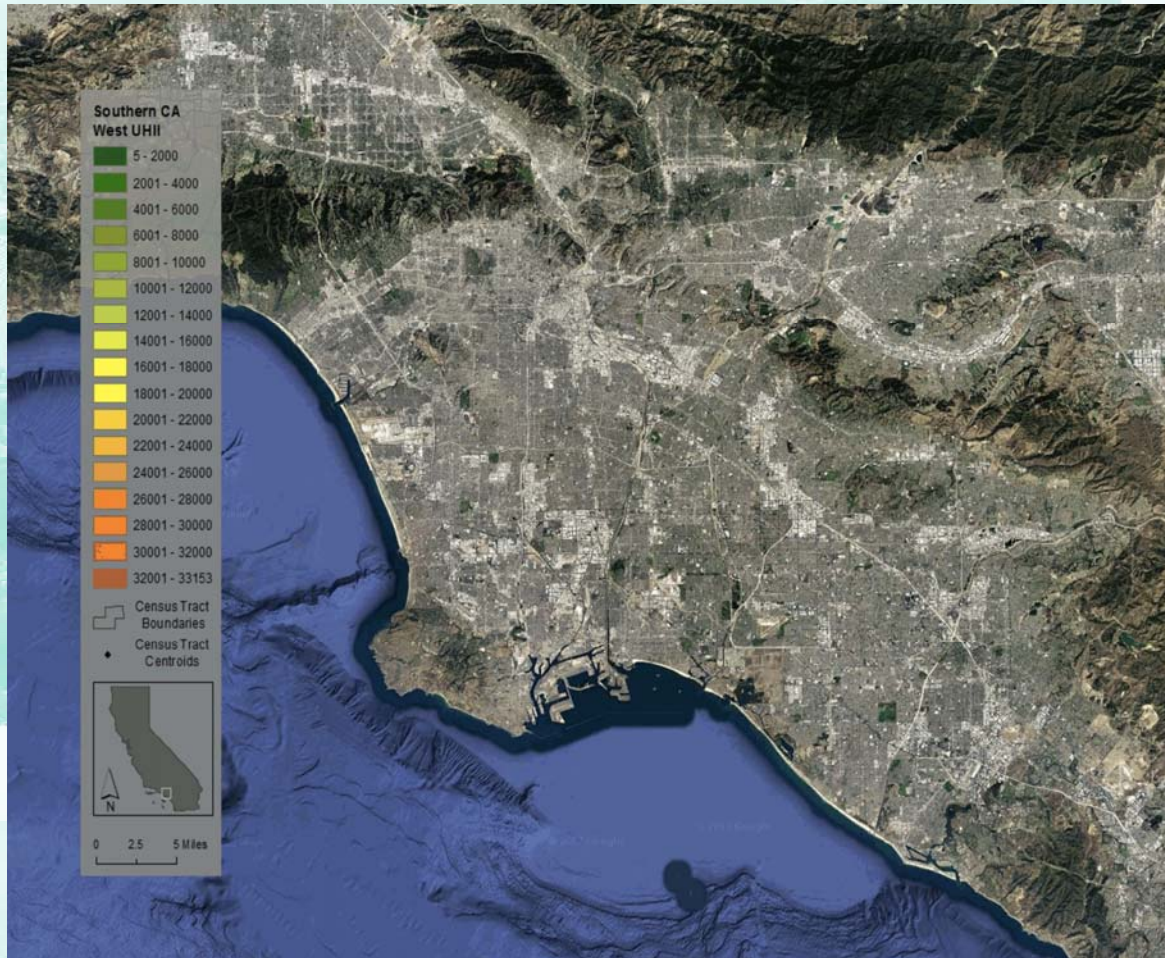 Southern CA
West UHII
5 - 2000
2001 - 4000
4001 - 6000
6001 - 8000
8001 - 10000
10001 - 12000
12001 - 14000
14001 - 16000
16001 - 18000
18001 - 20000
20001 - 22000
22001 - 24000
24001 - 26000
26001 - 28000
28001 - 30000
30001 - 32000
32001 - 33153
Census Tract
Boundaries
Census Tract
Centroids
N
0 2.5 5 Miles